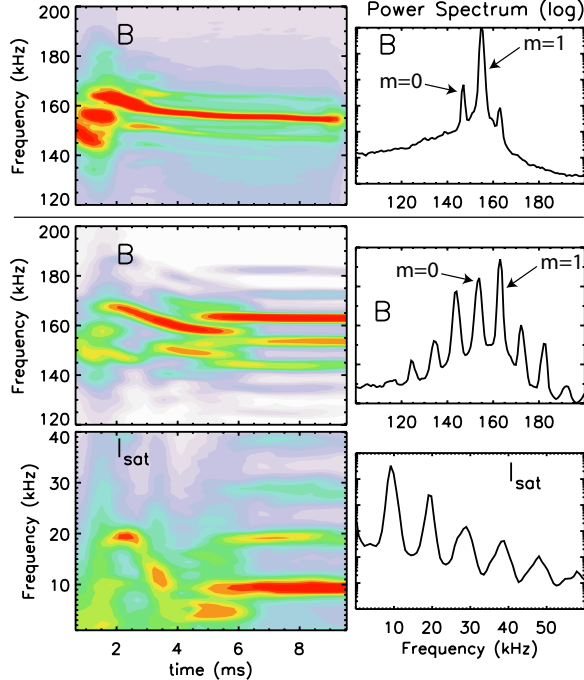 Power Spectrum (log)
200
180
160
140
120
Frequency (kHz)
B
B
m=1
m=0
120 140 160 180
200
180
160
140
120
Frequency (kHz)
B
B
m=0
m=1
120 140 160 180
40
30
20
10
Frequency (kHz)
Isat
2 4 6 8
time (ms)
Isat
10 20 30 40 50
Frequency (kHz)